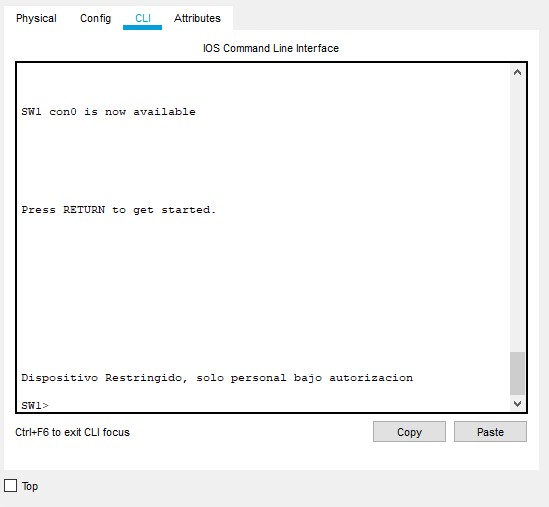 Physical Config CLI Attributes
IOS Command Line Interface
SW1 con0 is now available
Press RETURN to get started.
Dispositivo Restringido, solo personal bajo autorizacion
SW1>
Ctrl+F6 to exit CLI focus
Copy Paste
Top